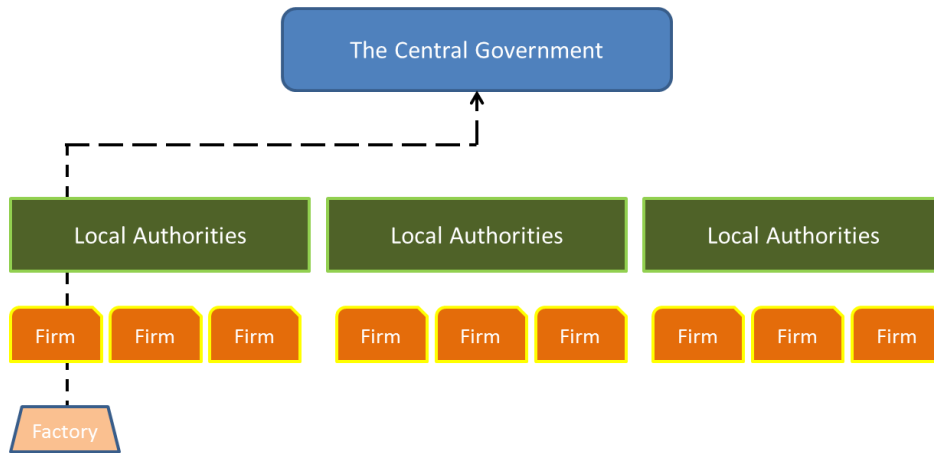 The Central Government
Local Authorities
Local Authorities
Local Authorities
Firm
Firm
Firm
Firm
Firm
Firm
Firm
Firm
Firm
Factory